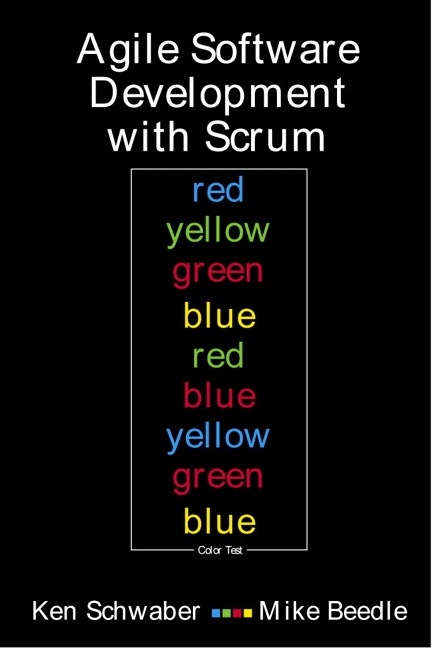 Agile Software
Development
with Scrum
red
yellow
green
blue
red
blue
yellow
green
blue
Color Test
Ken Schwaber Mike Beedle